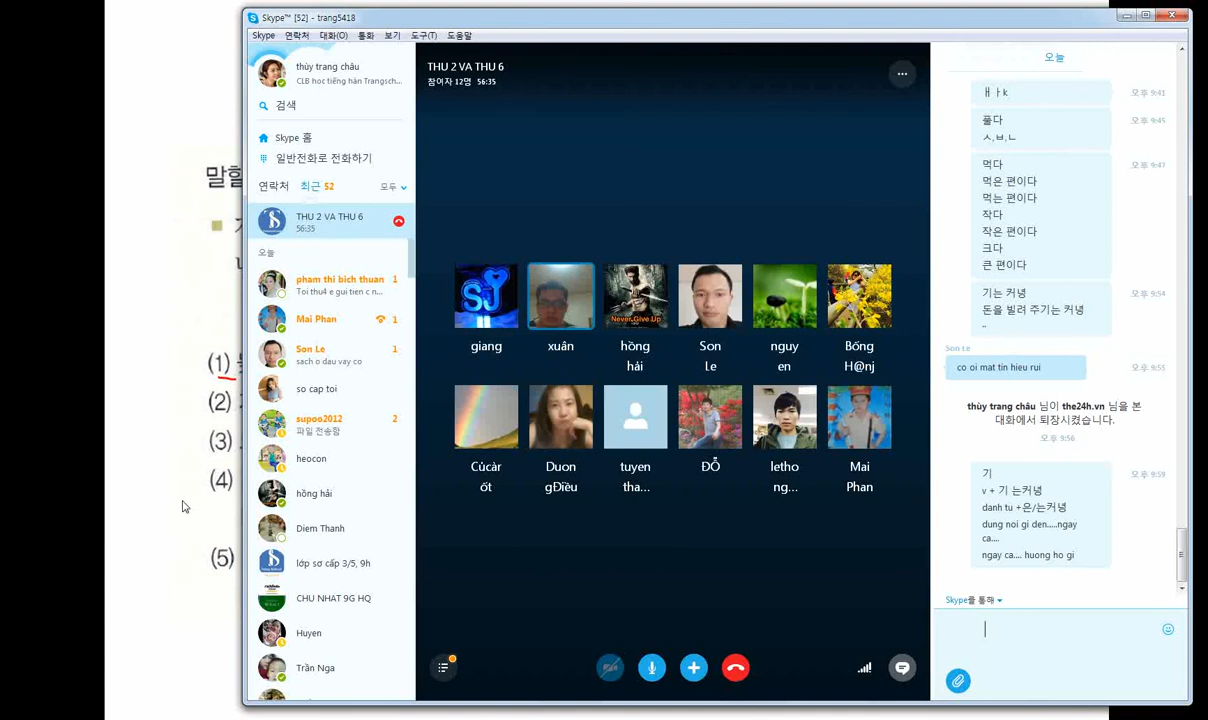 Skype™ [52] - trang5418
Skype 연락처 대화(O) 통화 보기 도구(T) 도움말
thùy trang châu
CLB học tiếng hàn Trangsch...
검색
Skype 홈
일반전화로 전화하기
연락처 최근 52 모두
THU 2 VA THU 6
56:35
오늘
pham thi bich thuan 1
Toi thu4 e gui tien c n...
Mai Phan 1
Son Le 1
sach o dau vay co
so cap toi
supoo2012 2
파일 전송함
heocon
hồng hải
Diem Thanh
lớp sơ cấp 3/5, 9h
CHU NHAT 9G HQ
Huyen
Trần Nga
말할
(1)
(2)
(3)
(4)
(5)
THU 2 VA THU 6
참여자 12명 56:35
Never Give Up
giang xuân hồng Son nguy Bống
hải Le en H@nj
Củcàr Duon tuyen ĐỖ letho Mai
ốt gĐiều tha... ng... Phan
오늘
ㅐㅏk 오후 9:41
풀다 오후 9:45
ㅅ,ㅂ,ㄴ
먹다 오후 9:47
먹은 편이다
먹는 편이다
작다
작은 편이다
크다
큰 편이다
기는 커녕 오후 9:54
돈을 빌려 주기는 커녕
..
Son Le
co oi mat tin hieu rui 오후 9:55
thùy trang châu 님이 the24h.vn 님을 본
대화에서 퇴장시켰습니다.
오후 9:56
기 오후 9:59
v + 기 는커녕
danh tu +은/는커녕
dung noi gi den.....ngay
ca....
ngay ca.... huong ho gi
Skype를 통해